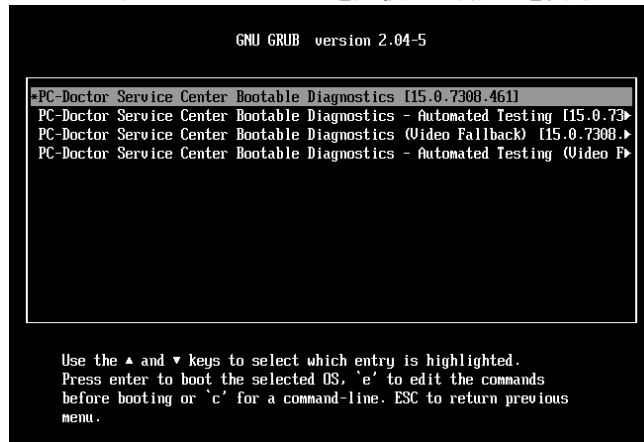 GNU GRUB version 2.04-5
*PC-Doctor Service Center Bootable Diagnostics [15.0.7308.461]
PC-Doctor Service Center Bootable Diagnostics - Automated Testing [15.0.73▶
PC-Doctor Service Center Bootable Diagnostics (Video Fallback) [15.0.7308.▶
PC-Doctor Service Center Bootable Diagnostics - Automated Testing (Video F▶
Use the ▲ and ▼ keys to select which entry is highlighted.
Press enter to boot the selected OS, `e' to edit the commands
before booting or `c' for a command-line. ESC to return previous
menu.